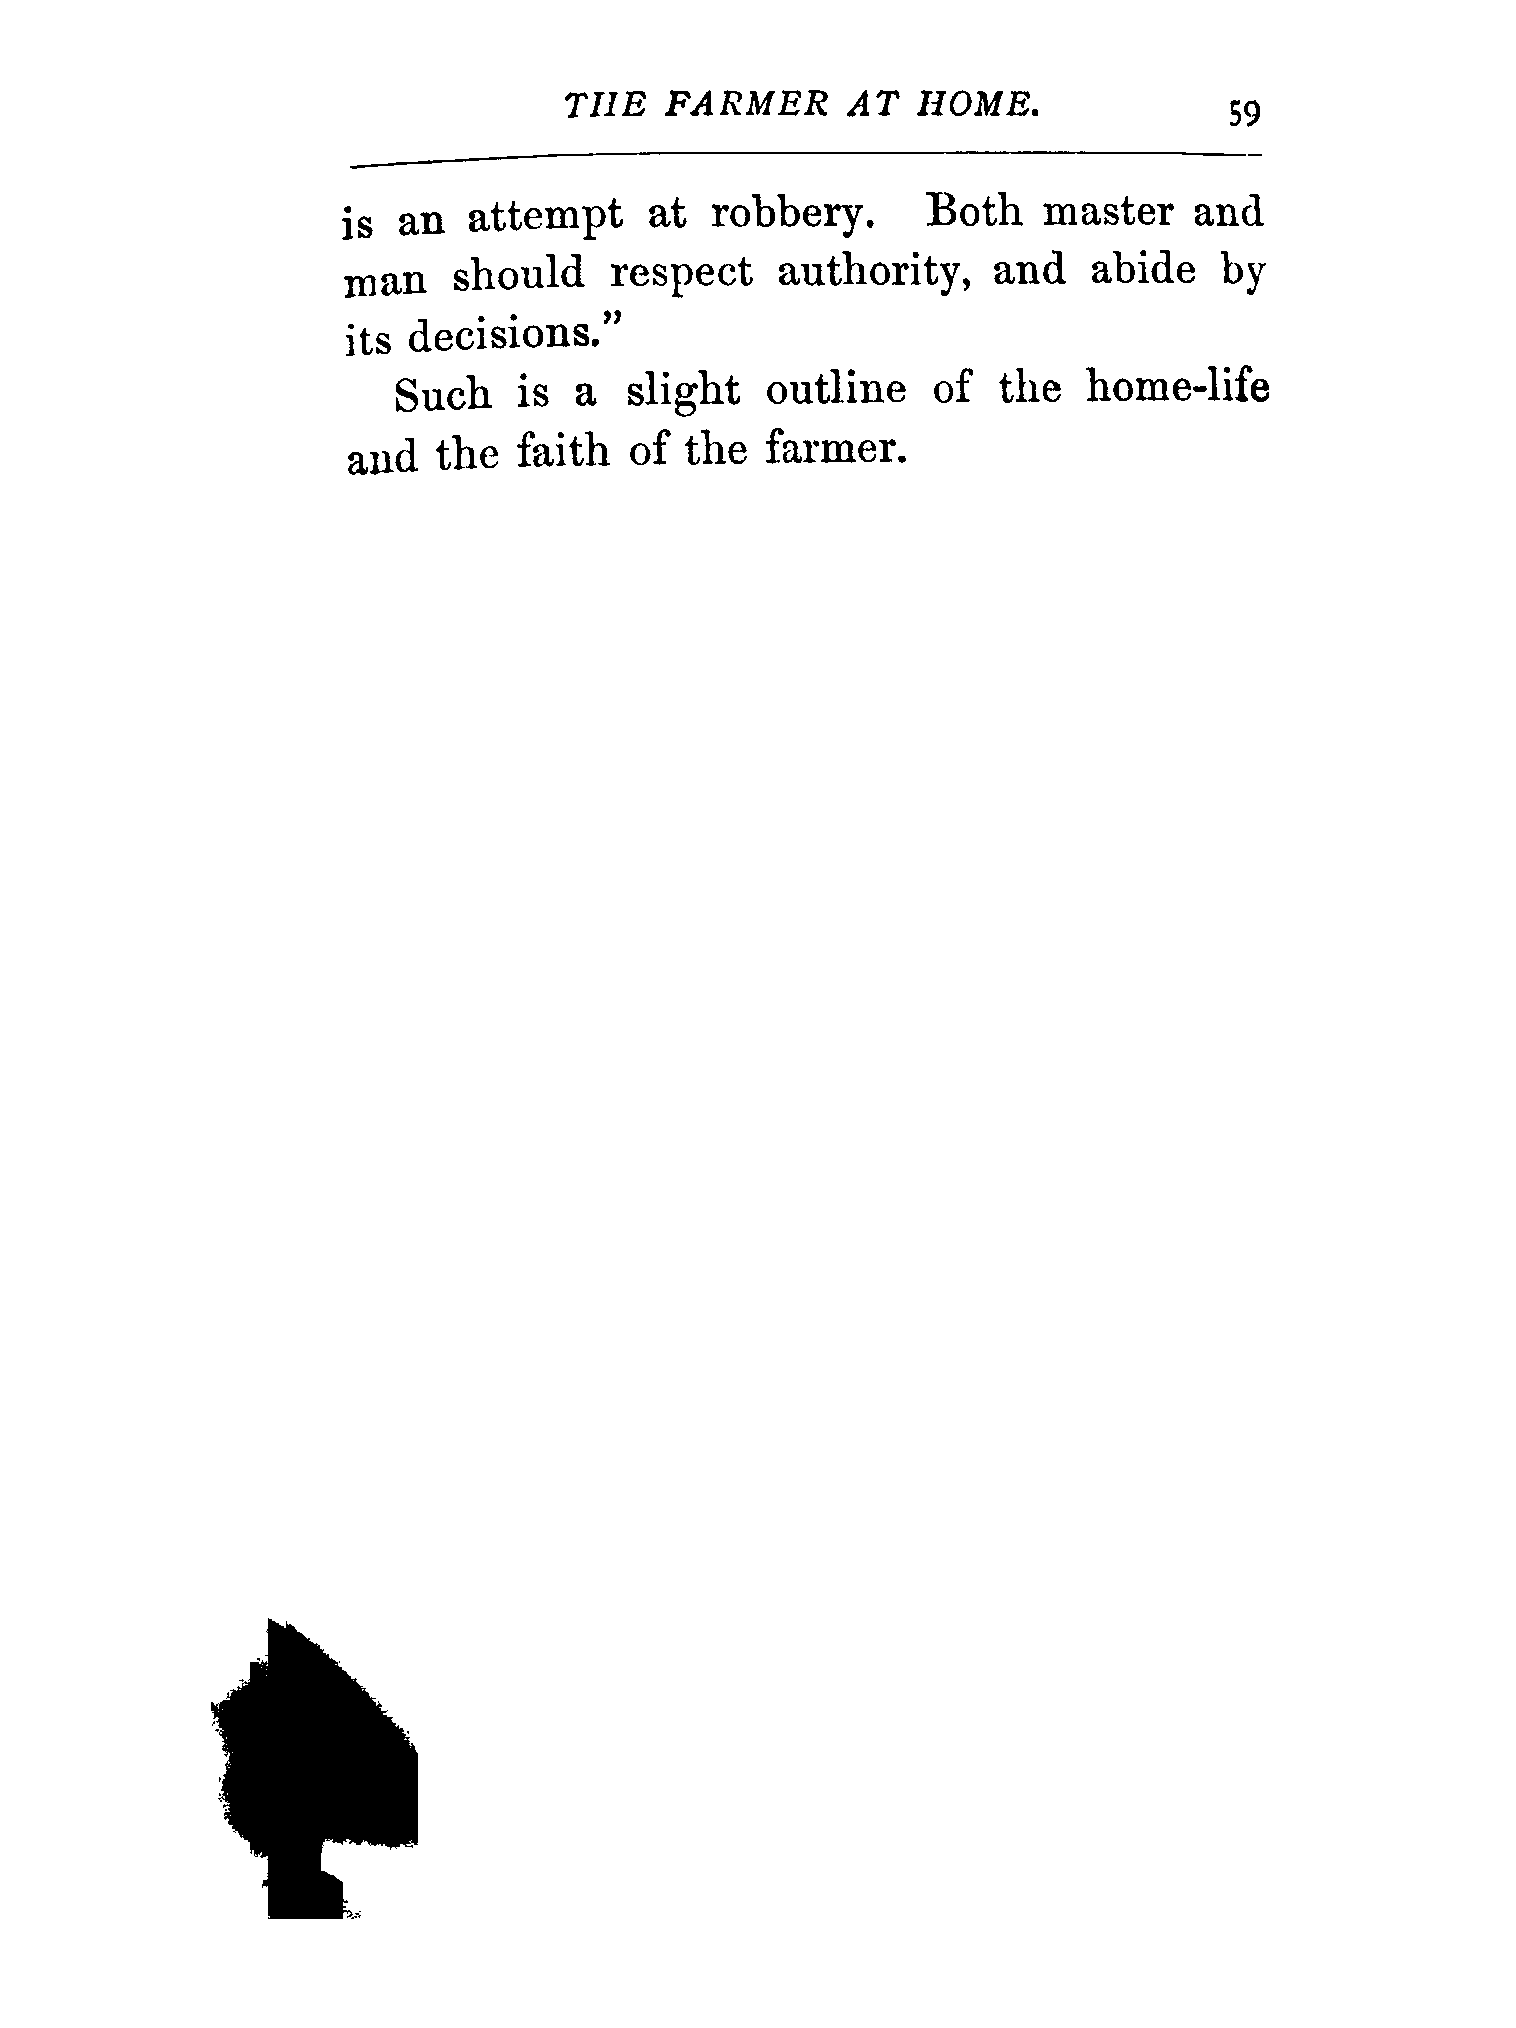 THE FARMER AT HOME. 59
is an attempt at robbery. Both master and
man should respect authority, and abide by
its decisions.”
Such is a slight outline of the home-life
and the faith of the farmer.